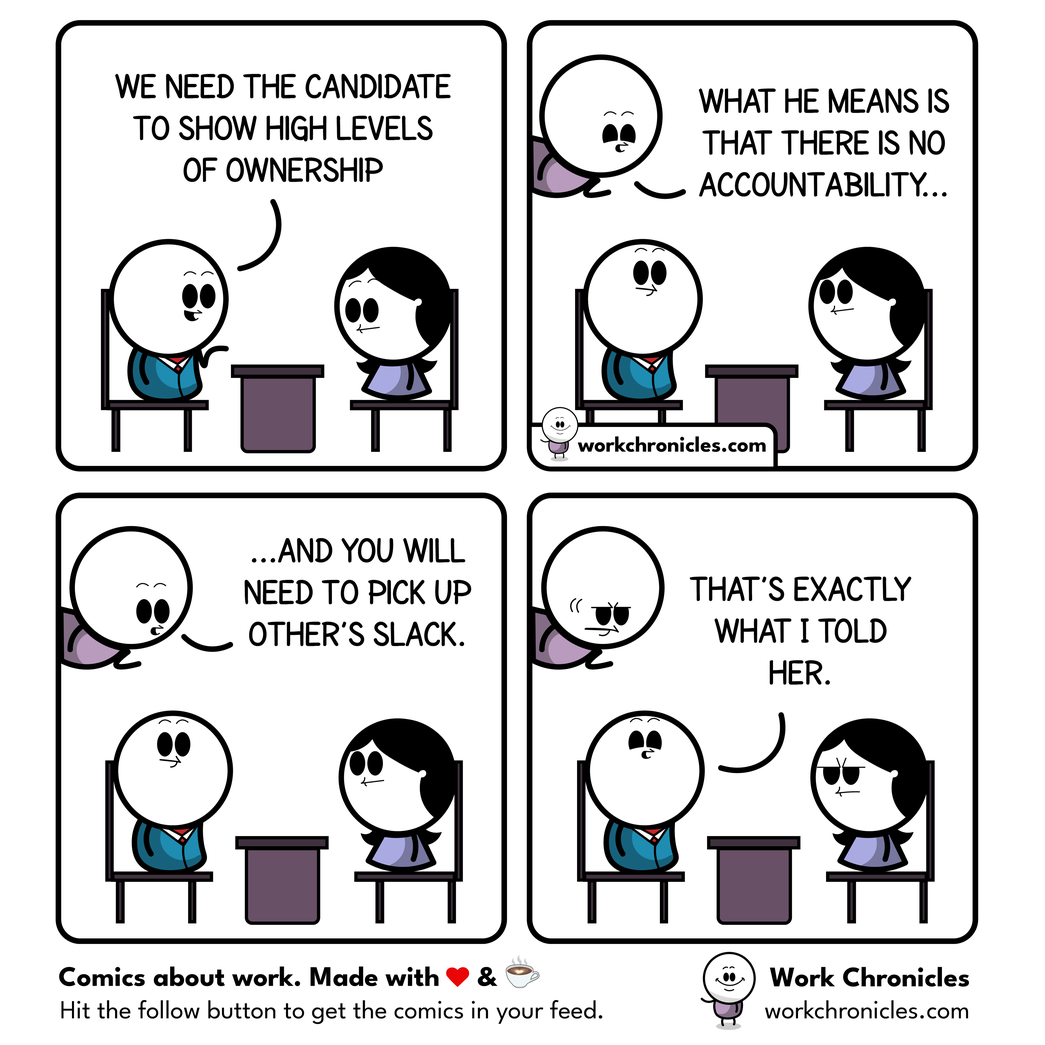 WE NEED THE CANDIDATE
TO SHOW HIGH LEVELS
OF OWNERSHIP
WHAT HE MEANS IS
THAT THERE IS NO
ACCOUNTABILITY...
workchronicles.com
...AND YOU WILL
NEED TO PICK UP
OTHER'S SLACK.
THAT'S EXACTLY
WHAT I TOLD
HER.
Comics about work. Made with ❤️ & ☕
Hit the follow button to get the comics in your feed.
Work Chronicles
workchronicles.com